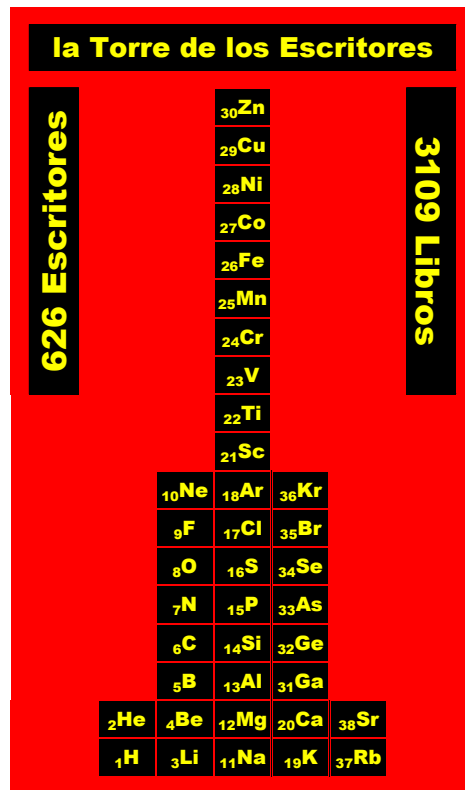 la Torre de los Escritores
626 Escritores
3109 Libros
30Zn
29Cu
28Ni
27Co
26Fe
25Mn
24Cr
23V
22Ti
21Sc
10Ne 18Ar 36Kr
9F 17Cl 35Br
8O 16S 34Se
7N 15P 33As
6C 14Si 32Ge
5B 13Al 31Ga
2He 4Be 12Mg 20Ca 38Sr
1H 3Li 11Na 19K 37Rb